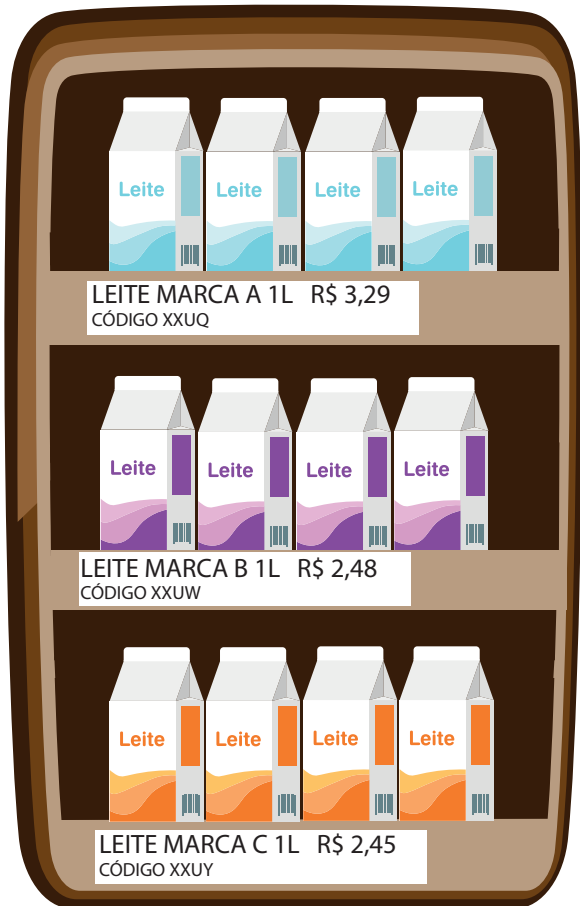 Leite Leite Leite Leite
LEITE MARCA A 1L R$ 3,29
CÓDIGO XXUQ
Leite Leite Leite Leite
LEITE MARCA B 1L R$ 2,48
CÓDIGO XXUW
Leite Leite Leite Leite
LEITE MARCA C 1L R$ 2,45
CÓDIGO XXUY